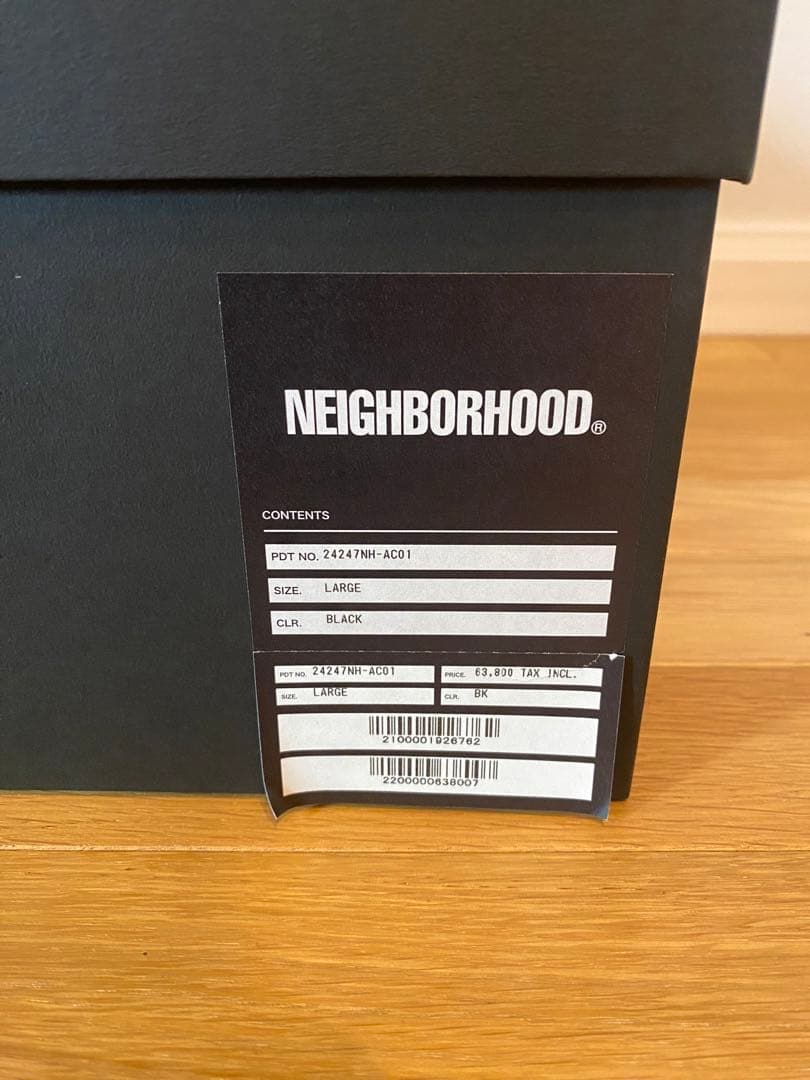 NEIGHBORHOOD®
CONTENTS
PDT NO. 24247NH-AC01
SIZE. LARGE
CLR. BLACK
PDT NO. 24247NH-AC01 PRICE. 63,800 TAX INCL.
SIZE. LARGE CLR. BK
2100001926762
2200000638007